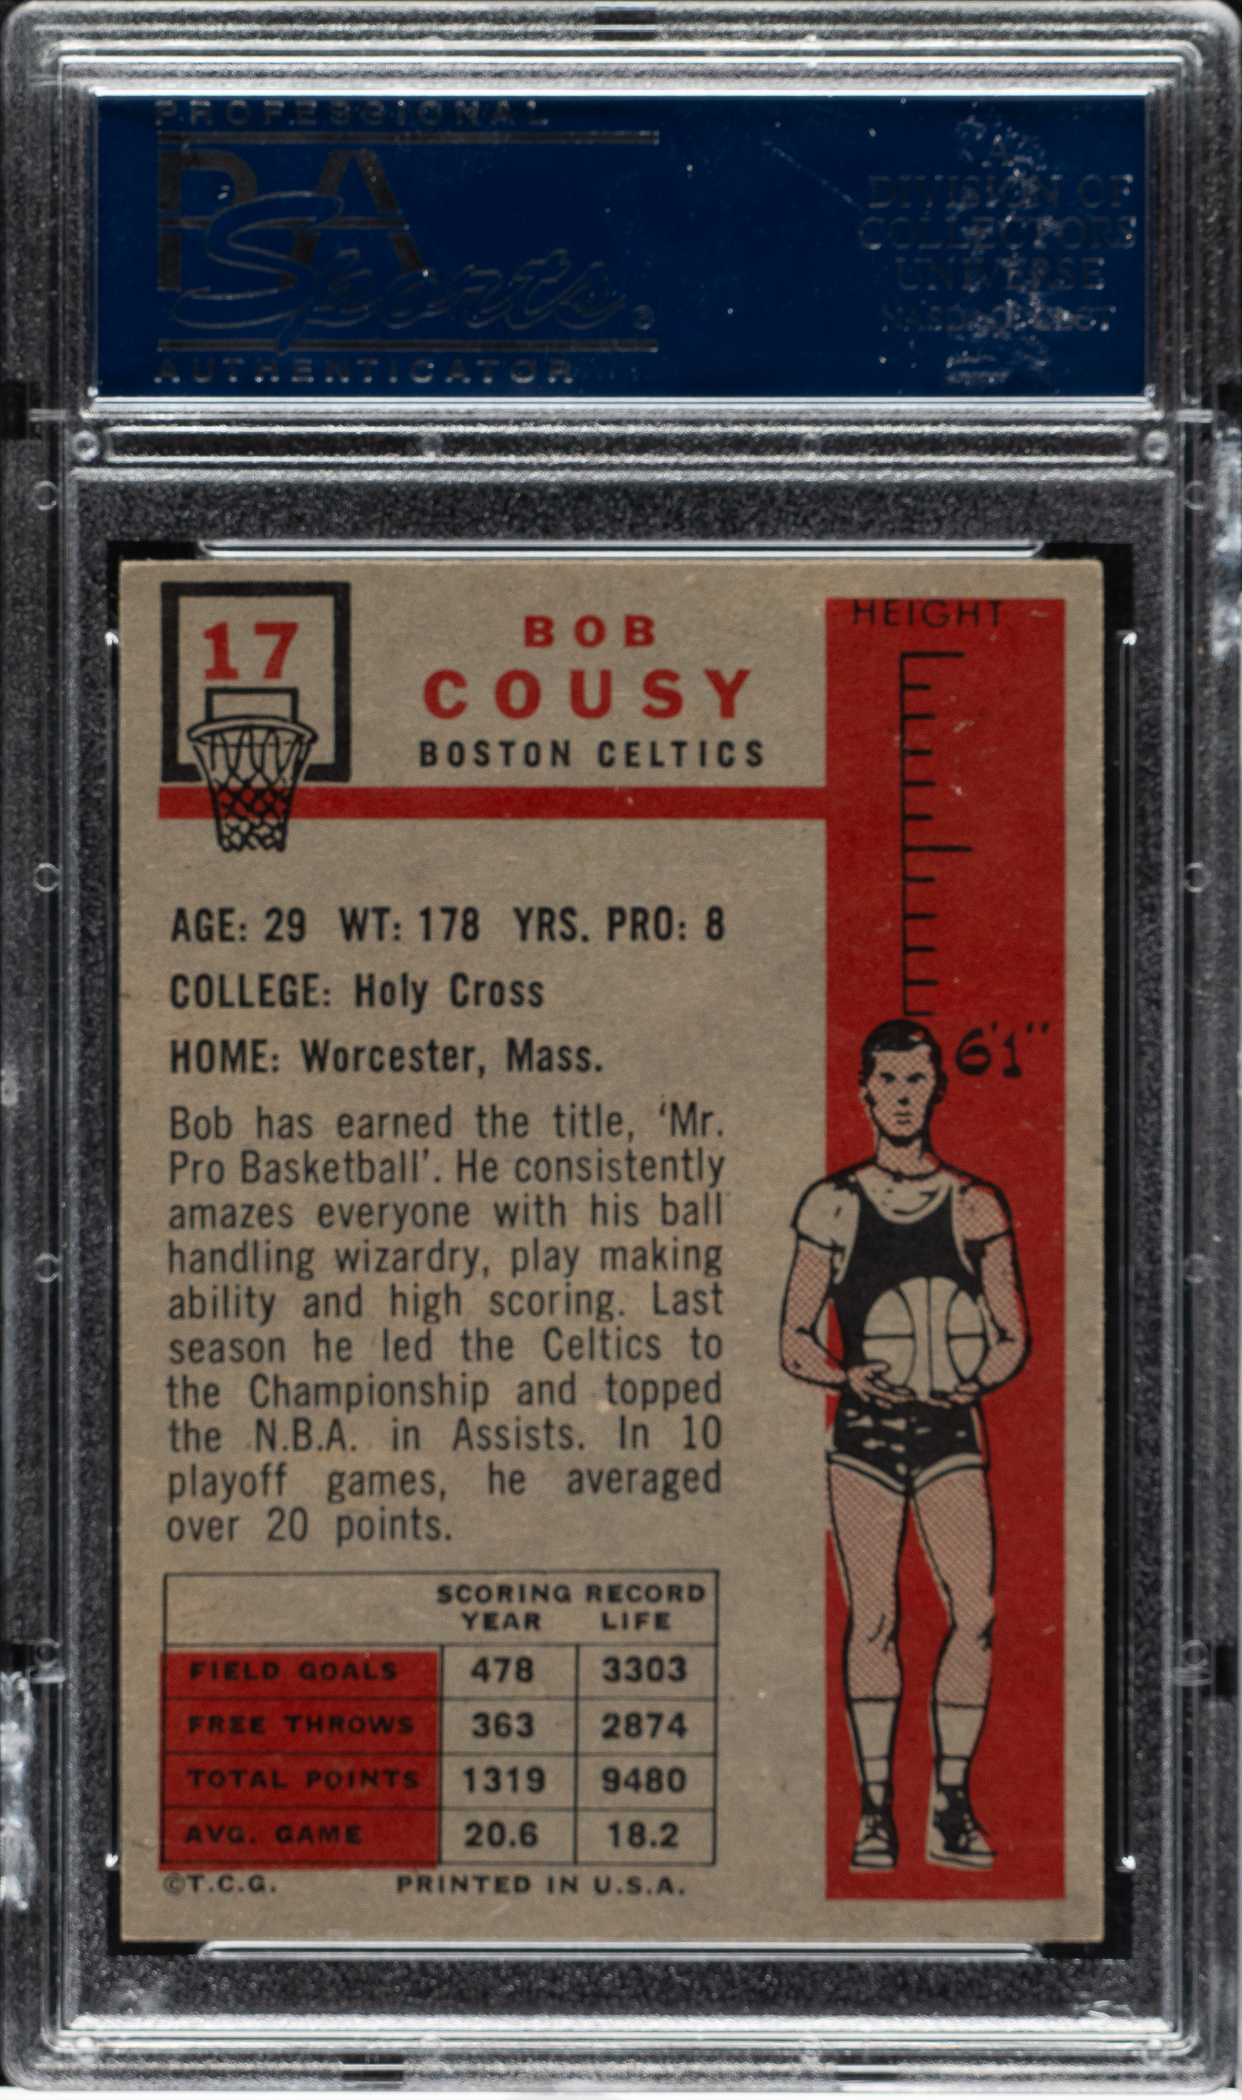 PROFESSIONAL
PSA
Sports®
AUTHENTICATOR
A
DIVISION OF
COLLECTORS
UNIVERSE
NASDAQ: CLCT
17
BOB
COUSY
BOSTON CELTICS
HEIGHT
6'1"
AGE: 29 WT: 178 YRS. PRO: 8
COLLEGE: Holy Cross
HOME: Worcester, Mass.
Bob has earned the title, ‘Mr.
Pro Basketball’. He consistently
amazes everyone with his ball
handling wizardry, play making
ability and high scoring. Last
season he led the Celtics to
the Championship and topped
the N.B.A. in Assists. In 10
playoff games, he averaged
over 20 points.
SCORING RECORD
YEAR LIFE
FIELD GOALS 478 3303
FREE THROWS 363 2874
TOTAL POINTS 1319 9480
AVG. GAME 20.6 18.2
©T.C.G. PRINTED IN U.S.A.